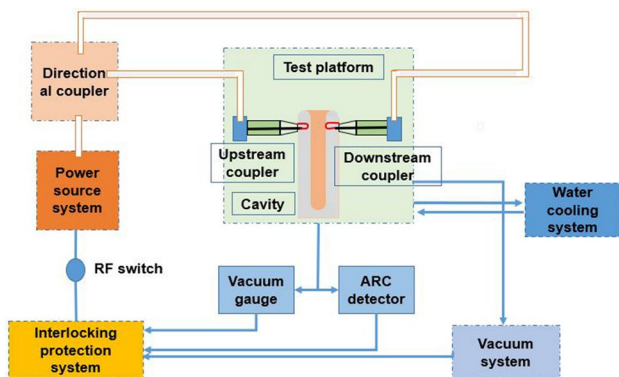 Direction
al coupler
Test platform
Upstream
coupler
Downstream
coupler
Cavity
Power
source
system
Water
cooling
system
RF switch
Vacuum
gauge
ARC
detector
Interlocking
protection
system
Vacuum
system